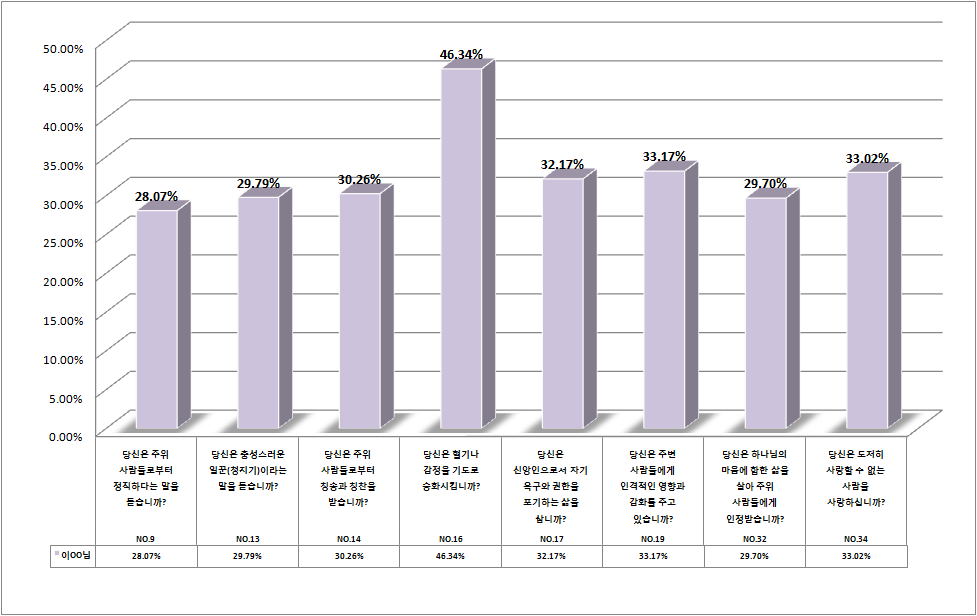 50.00%
45.00%
40.00%
35.00%
30.00%
25.00%
20.00%
15.00%
10.00%
5.00%
0.00%
28.07%
29.79%
30.26%
46.34%
32.17%
33.17%
29.70%
33.02%
당신은 주위
사람들로부터
정직하다는 말을
듣습니까?
NO.9
당신은 충성스러운
일꾼(청지기)이라는
말을 듣습니까?
NO.13
당신은 주위
사람들로부터
칭송과 칭찬을
받습니까?
NO.14
당신은 혈기나
감정을 기도로
승화시킵니까?
NO.16
당신은
신앙인으로서 자기
욕구와 권한을
포기하는 삶을
삽니까?
NO.17
당신은 주변
사람들에게
인격적인 영향과
감화를 주고
있습니까?
NO.19
당신은 하나님의
마음에 합한 삶을
살아 주위
사람들에게
인정받습니까?
NO.32
당신은 도저히
사랑할 수 없는
사람을
사랑하십니까?
NO.34
이OO님 28.07% 29.79% 30.26% 46.34% 32.17% 33.17% 29.70% 33.02%